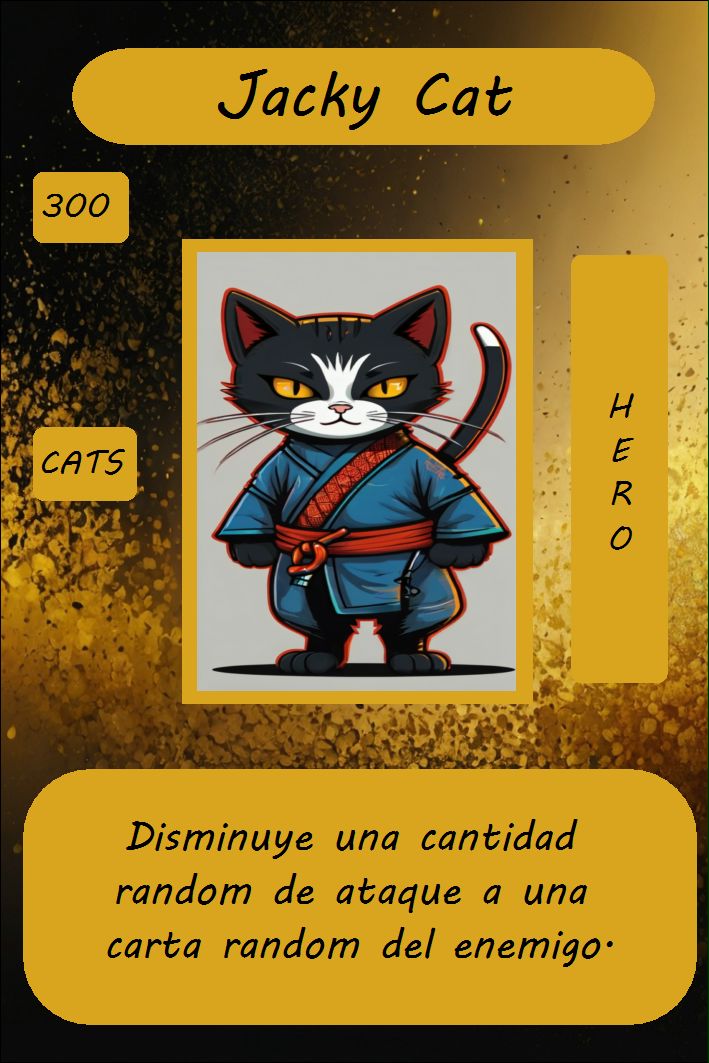 Jacky Cat
300
CATS
H
E
R
O
Disminuye una cantidad
random de ataque a una
carta random del enemigo.